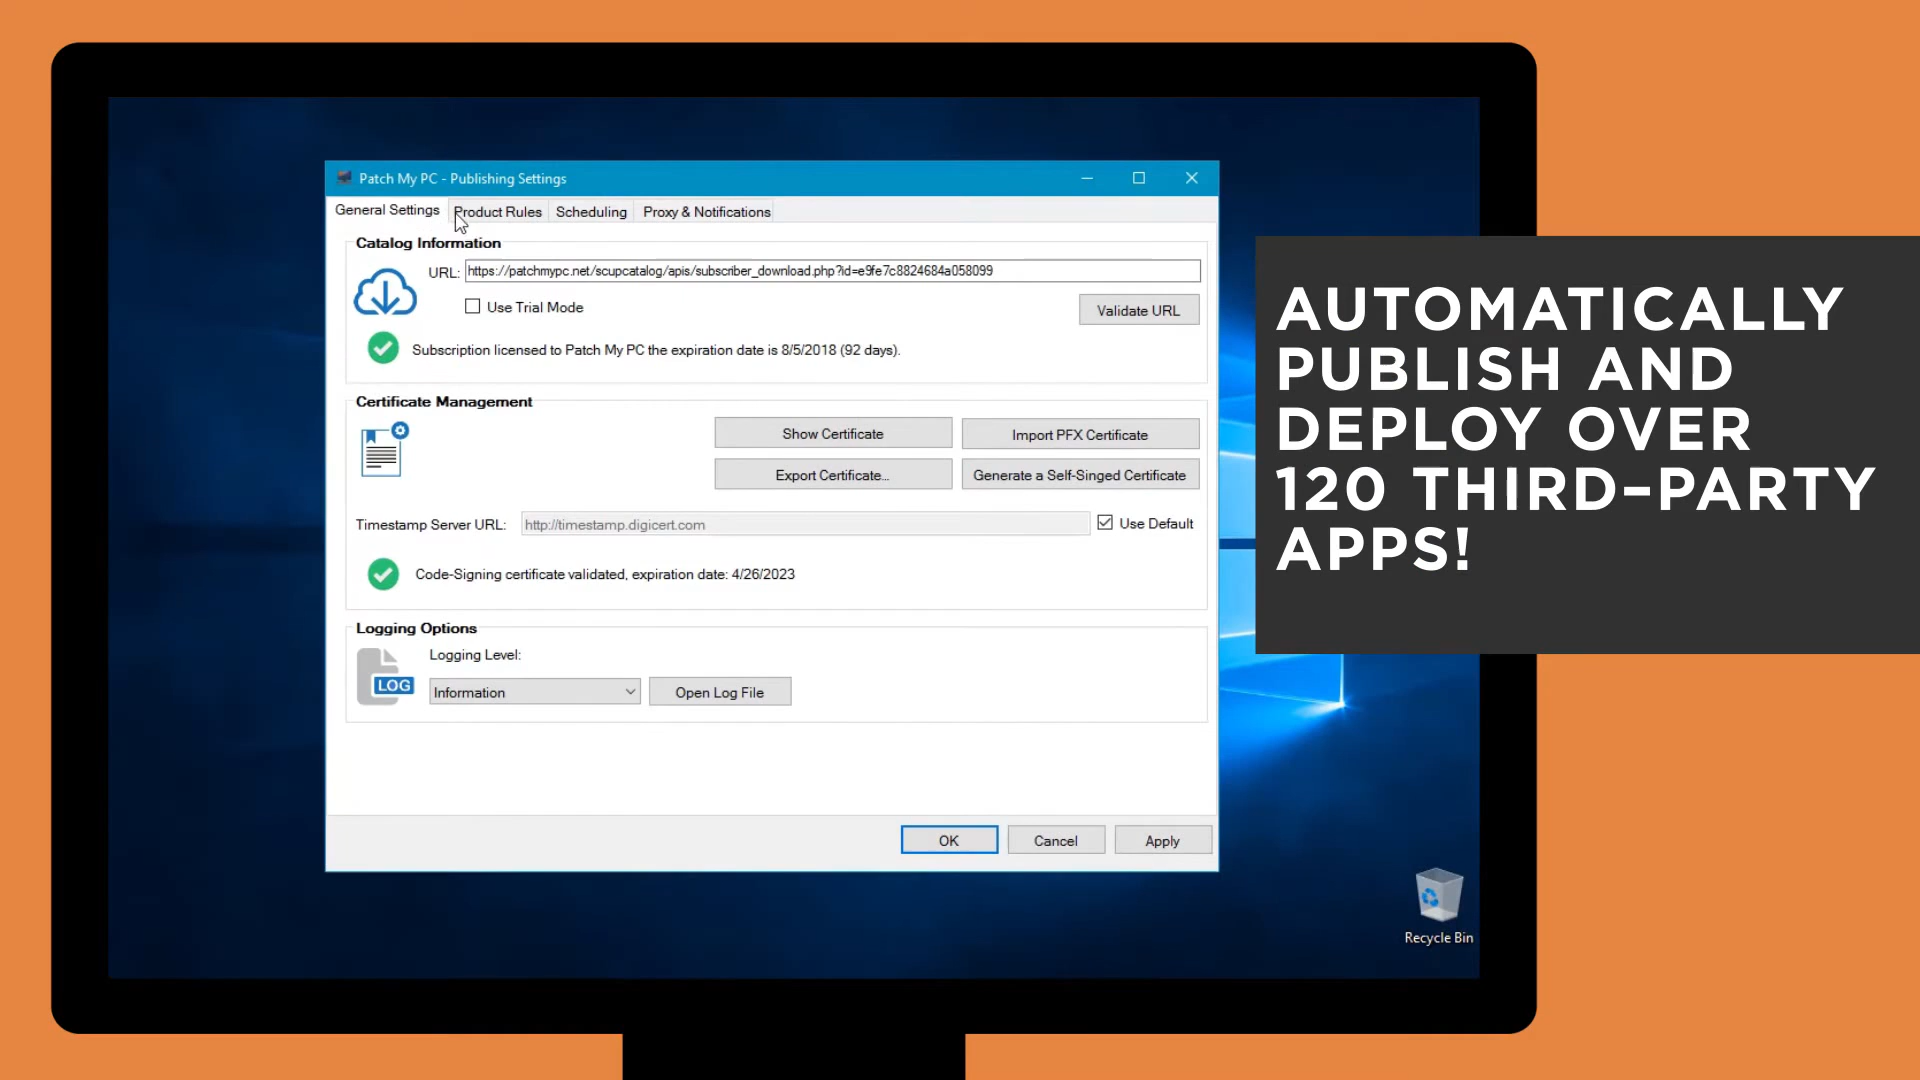 Patch My PC - Publishing Settings
General Settings Product Rules Scheduling Proxy & Notifications
Catalog Information
URL: https://patchmypc.net/scupcatalog/apis/subscriber_download.php?id=e9fe7c8824684a058099
Use Trial Mode
Validate URL
Subscription licensed to Patch My PC the expiration date is 8/5/2018 (92 days).
Certificate Management
Show Certificate Import PFX Certificate
Export Certificate... Generate a Self-Singed Certificate
Timestamp Server URL: http://timestamp.digicert.com Use Default
Code-Signing certificate validated, expiration date: 4/26/2023
Logging Options
Logging Level:
LOG
Information Open Log File
OK Cancel Apply
AUTOMATICALLY
PUBLISH AND
DEPLOY OVER
120 THIRD-PARTY
APPS!
Recycle Bin